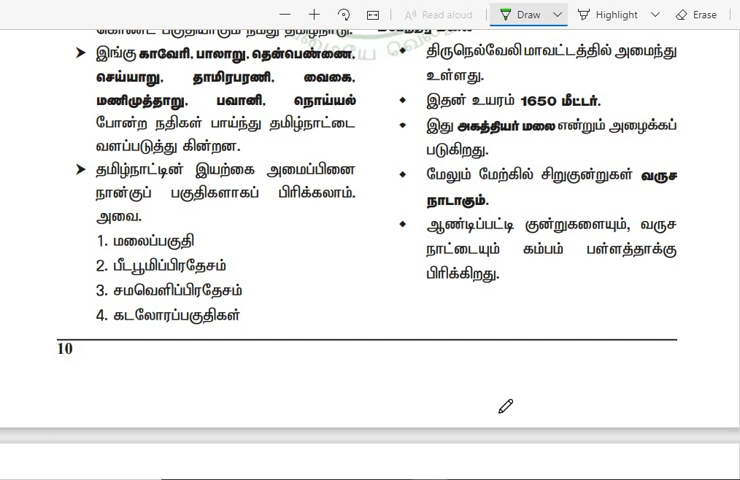 Read aloud
Draw
Highlight
Erase
கொண்ட பகுதியாகும் நமது தமிழ்நாடு.
➤ இங்கு காவேரி, பாலாறு, தென்பெண்ணை,
செய்யாறு, தாமிரபரணி, வைகை,
மணிமுத்தாறு, பவானி, நொய்யல்
போன்ற நதிகள் பாய்ந்து தமிழ்நாட்டை
வளப்படுத்து கின்றன.
➤ தமிழ்நாட்டின் இயற்கை அமைப்பினை
நான்குப் பகுதிகளாகப் பிரிக்கலாம்.
அவை.
1. மலைப்பகுதி
2. பீடபூமிப்பிரதேசம்
3. சமவெளிப்பிரதேசம்
4. கடலோரப்பகுதிகள்
• திருநெல்வேலி மாவட்டத்தில் அமைந்து
உள்ளது.
• இதன் உயரம் 1650 மீட்டர்.
• இது அகத்தியர் மலை என்றும் அழைக்கப்
படுகிறது.
• மேலும் மேற்கில் சிறுகுன்றுகள் வருச
நாடாகும்.
• ஆண்டிப்பட்டி குன்றுகளையும், வருச
நாட்டையும் கம்பம் பள்ளத்தாக்கு
பிரிக்கிறது.
10